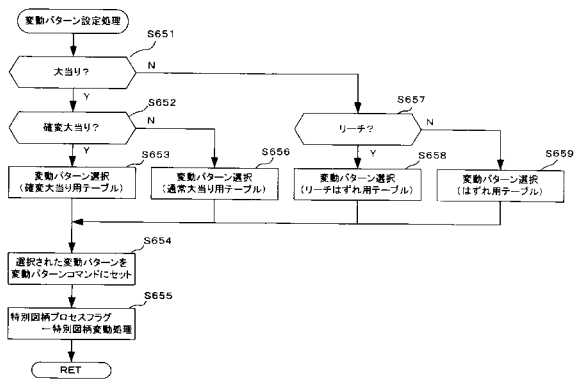 変動パターン設定処理
S651
大当り?
N
Y
S652
S657
確変大当り?
N
リーチ?
N
Y
Y
S653
S656
S658
S659
変動パターン選択
(確変大当り用テーブル)
変動パターン選択
(通常大当り用テーブル)
変動パターン選択
(リーチはずれ用テーブル)
変動パターン選択
(はずれ用テーブル)
S654
選択された変動パターンを
変動パターンコマンドにセット
S655
特別図柄プロセスフラグ
←特別図柄変動処理
RET